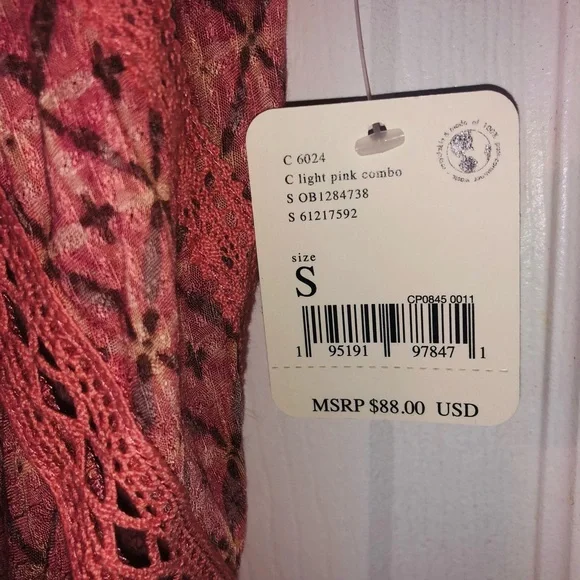 C 6024
C light pink combo
S OB1284738
S 61217592
size
S
CP0845 0011
1 95191 97847 1
MSRP $88.00 USD